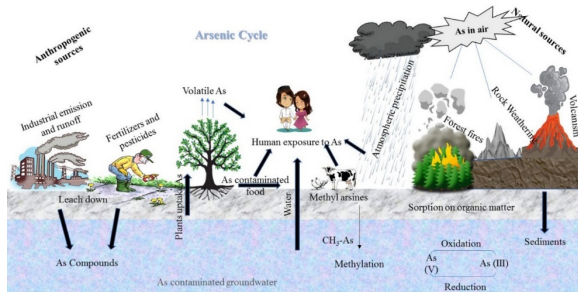 Anthropogenic
sources
Arsenic Cycle
As in air
Natural sources
Volatile As
Industrial emission
and runoff
Fertilizers and
pesticides
Human exposure to As
Atmospheric precipitation
Forest fires
Rock Weathering
Volcanism
Plants uptake As
As contaminated
food
Water
Methyl arsines
Leach down
Sorption on organic matter
As Compounds
CH3-As
Methylation
Oxidation
As
(V)
As (III)
Reduction
Sediments
As contaminated groundwater